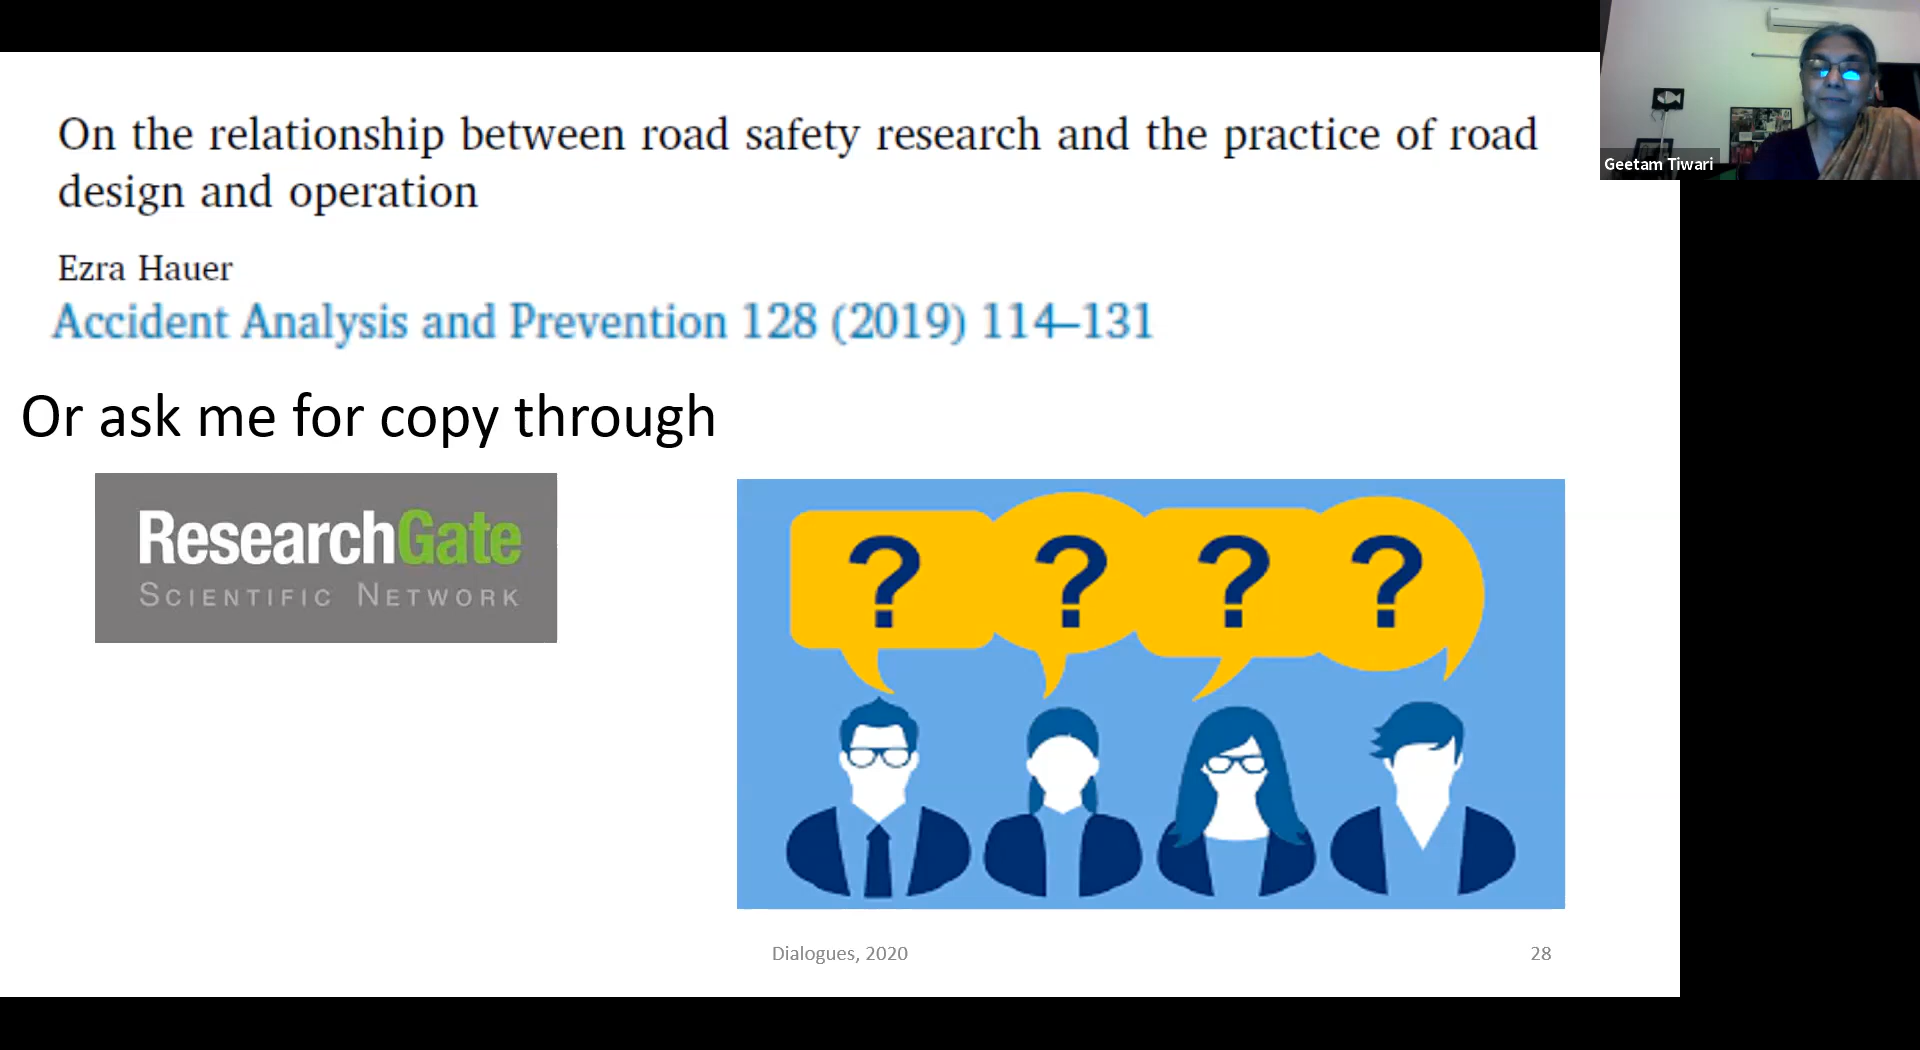 On the relationship between road safety research and the practice of road
design and operation
Ezra Hauer
Accident Analysis and Prevention 128 (2019) 114–131
Or ask me for copy through
ResearchGate
SCIENTIFIC NETWORK
? ? ? ?
Dialogues, 2020
28
Geetam Tiwari